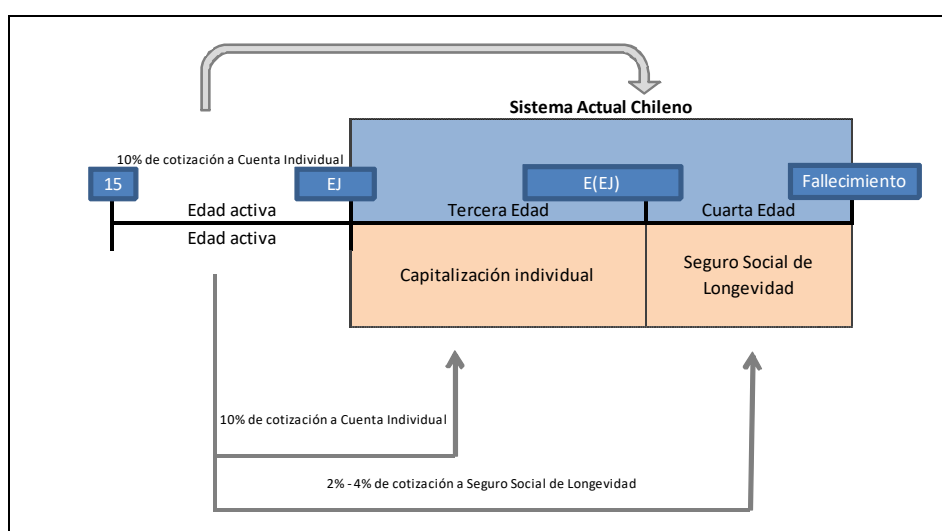 Sistema Actual Chileno
10% de cotización a Cuenta Individual
15
EJ
E(EJ)
Fallecimiento
Edad activa
Tercera Edad
Cuarta Edad
Edad activa
Capitalización individual
Seguro Social de
Longevidad
10% de cotización a Cuenta Individual
2% - 4% de cotización a Seguro Social de Longevidad